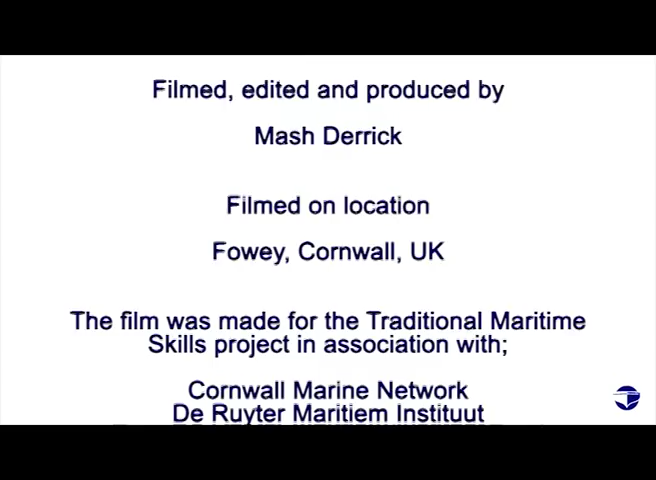 Filmed, edited and produced by
Mash Derrick
Filmed on location
Fowey, Cornwall, UK
The film was made for the Traditional Maritime
Skills project in association with;
Cornwall Marine Network
De Ruyter Maritiem Instituut